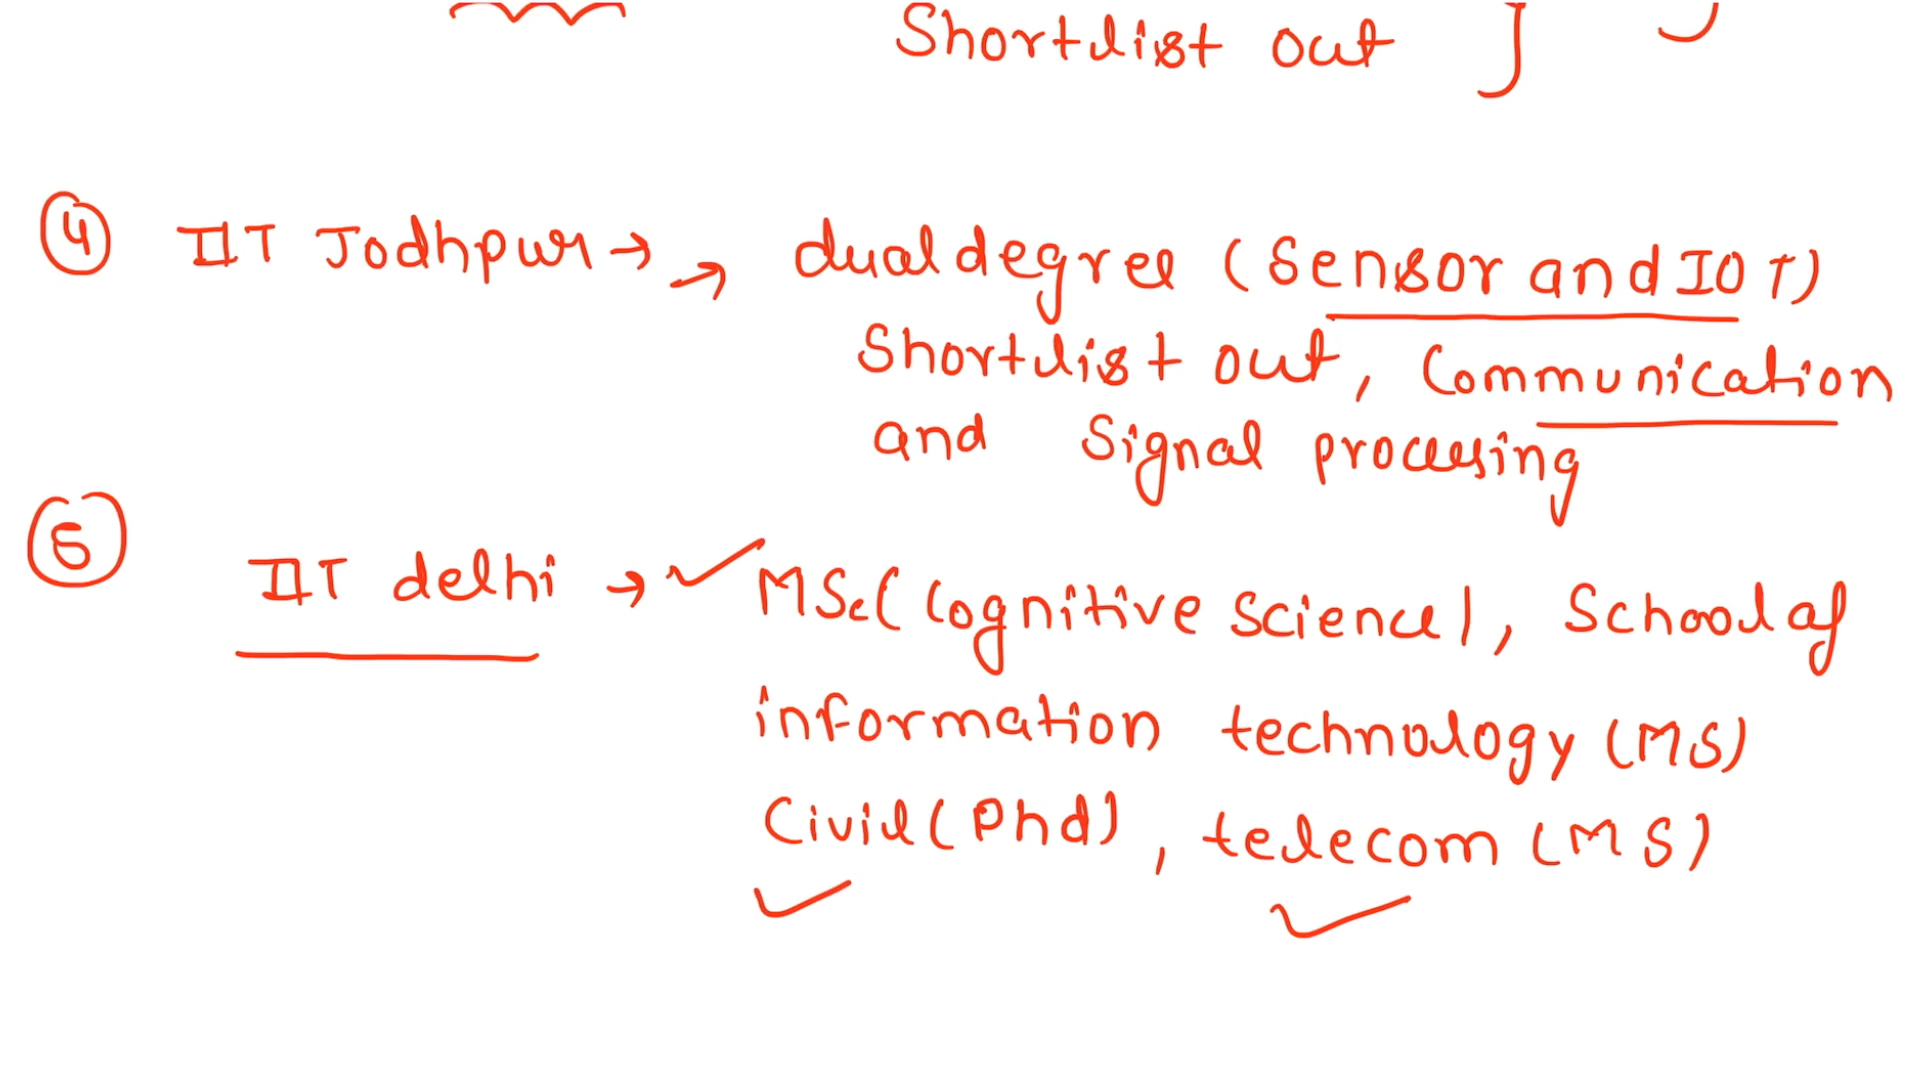 Shortlist out ]
④ IIT Jodhpur → → dual degree (Sensor and IOT)
Shortlist out, Communication
and Signal processing
⑤ IIT delhi → ✓ MSc (Cognitive Science), School of
information technology (MS)
Civil (Phd), telecom (MS)